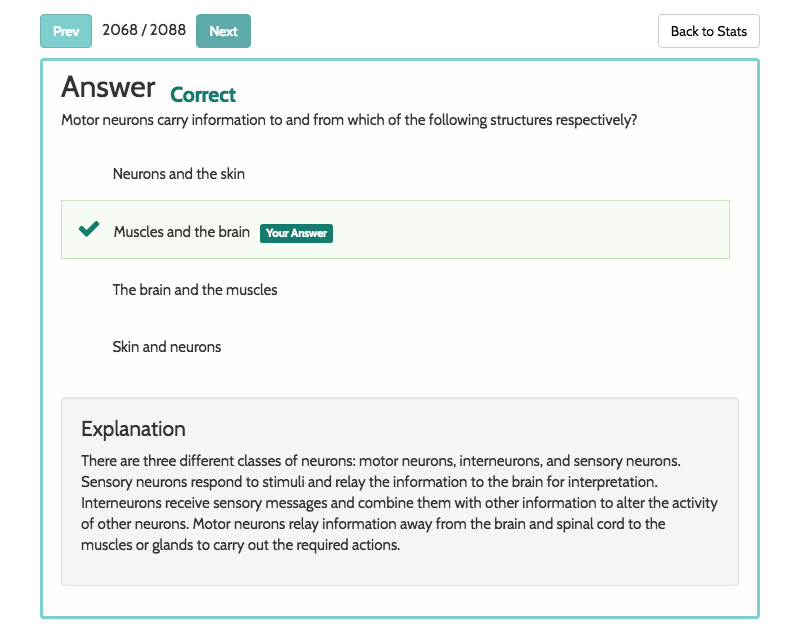 Prev 2068 / 2088 Next Back to Stats
Answer Correct
Motor neurons carry information to and from which of the following structures respectively?
Neurons and the skin
Muscles and the brain Your Answer
The brain and the muscles
Skin and neurons
Explanation
There are three different classes of neurons: motor neurons, interneurons, and sensory neurons.
Sensory neurons respond to stimuli and relay the information to the brain for interpretation.
Interneurons receive sensory messages and combine them with other information to alter the activity
of other neurons. Motor neurons relay information away from the brain and spinal cord to the
muscles or glands to carry out the required actions.